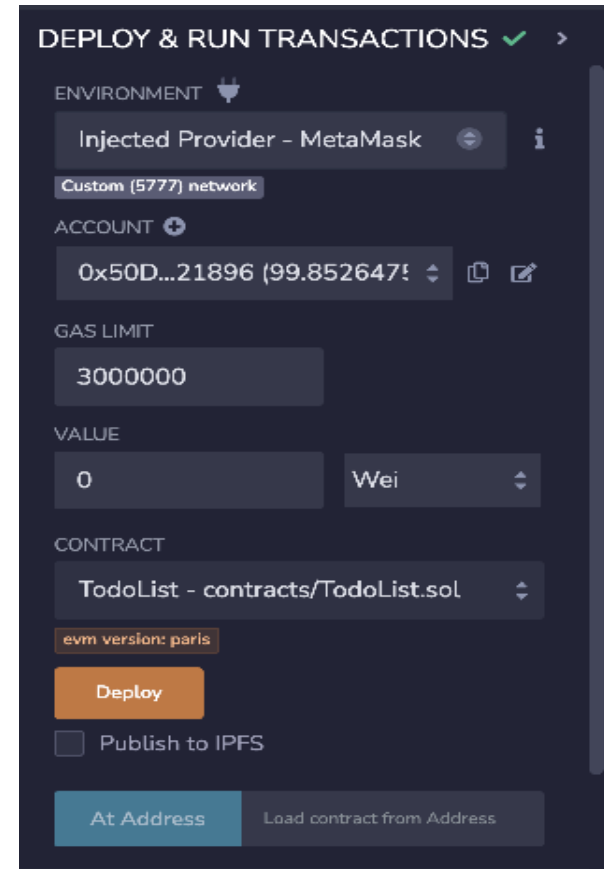 DEPLOY & RUN TRANSACTIONS
ENVIRONMENT
Injected Provider - MetaMask
Custom (5777) network
ACCOUNT
0x50D...21896 (99.8526475
GAS LIMIT
3000000
VALUE
0 Wei
CONTRACT
TodoList - contracts/TodoList.sol
evm version: paris
Deploy
Publish to IPFS
At Address Load contract from Address